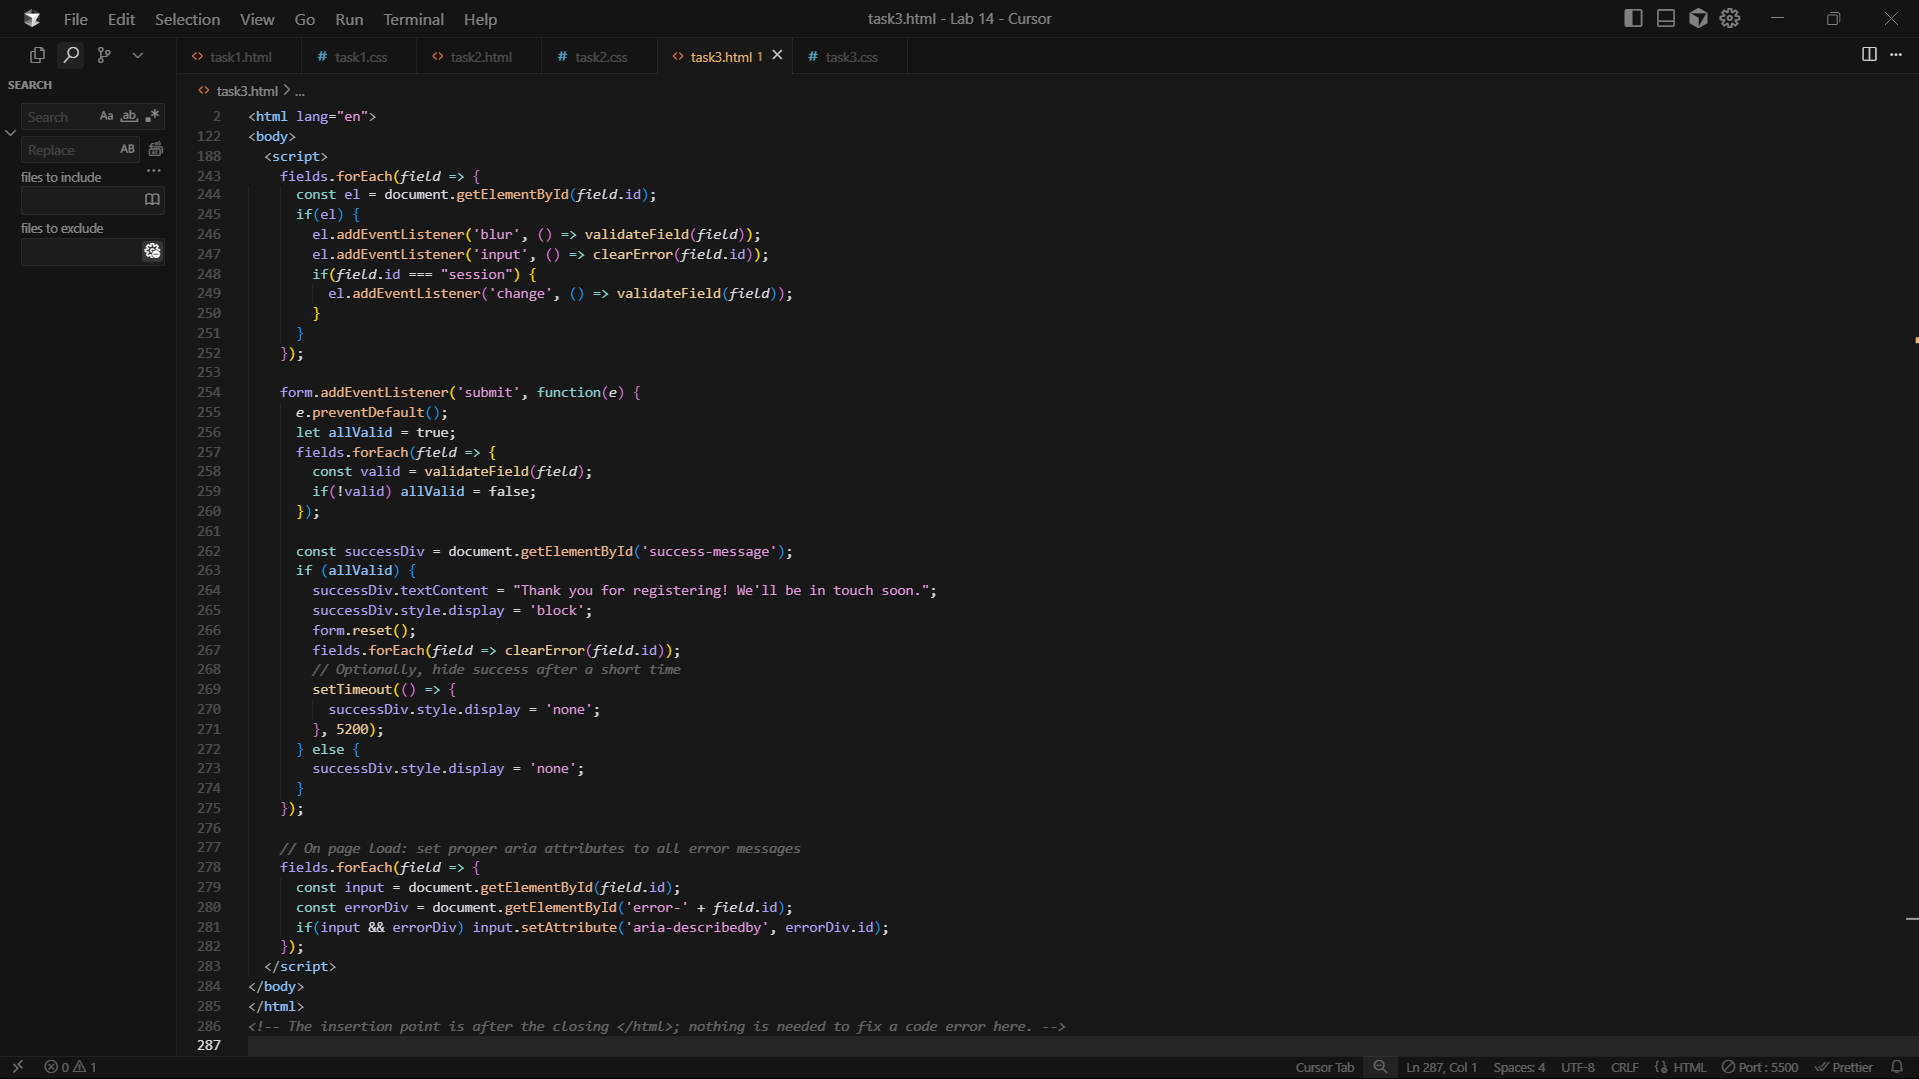 File Edit Selection View Go Run Terminal Help
task3.html - Lab 14 - Cursor
task1.html
task1.css
task2.html
task2.css
task3.html 1
task3.css
SEARCH
Search
Aa ab .*
Replace
AB
files to include
files to exclude
task3.html > ...
2 <html lang="en">
122 <body>
188 <script>
243 fields.forEach(field => {
244 const el = document.getElementById(field.id);
245 if(el) {
246 el.addEventListener('blur', () => validateField(field));
247 el.addEventListener('input', () => clearError(field.id));
248 if(field.id === "session") {
249 el.addEventListener('change', () => validateField(field));
250 }
251 }
252 });
253
254 form.addEventListener('submit', function(e) {
255 e.preventDefault();
256 let allValid = true;
257 fields.forEach(field => {
258 const valid = validateField(field);
259 if(!valid) allValid = false;
260 });
261
262 const successDiv = document.getElementById('success-message');
263 if (allValid) {
264 successDiv.textContent = "Thank you for registering! We'll be in touch soon.";
265 successDiv.style.display = 'block';
266 form.reset();
267 fields.forEach(field => clearError(field.id));
268 // Optionally, hide success after a short time
269 setTimeout(() => {
270 successDiv.style.display = 'none';
271 }, 5200);
272 } else {
273 successDiv.style.display = 'none';
274 }
275 });
276
277 // On page load: set proper aria attributes to all error messages
278 fields.forEach(field => {
279 const input = document.getElementById(field.id);
280 const errorDiv = document.getElementById('error-' + field.id);
281 if(input && errorDiv) input.setAttribute('aria-describedby', errorDiv.id);
282 });
283 </script>
284 </body>
285 </html>
286 <!-- The insertion point is after the closing </html>; nothing is needed to fix a code error here. -->
287
0 1
Cursor Tab
Ln 287, Col 1
Spaces: 4
UTF-8
CRLF
HTML
Port : 5500
Prettier